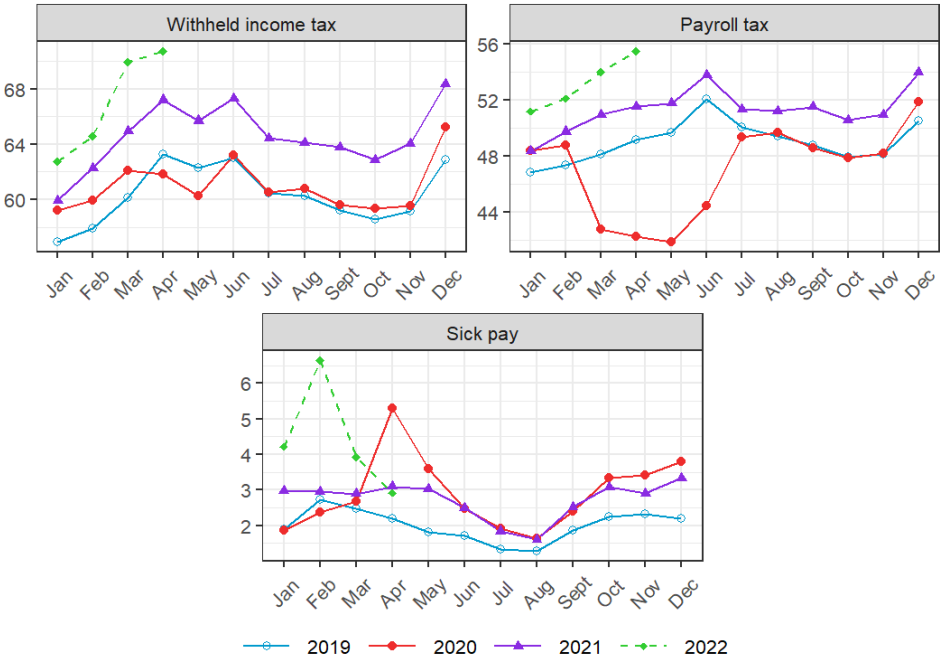 Withheld income tax
68
64
60
Jan Feb Mar Apr May Jun Jul Aug Sept Oct Nov Dec
Payroll tax
56
52
48
44
Jan Feb Mar Apr May Jun Jul Aug Sept Oct Nov Dec
Sick pay
6
5
4
3
2
Jan Feb Mar Apr May Jun Jul Aug Sept Oct Nov Dec
2019 2020 2021 2022